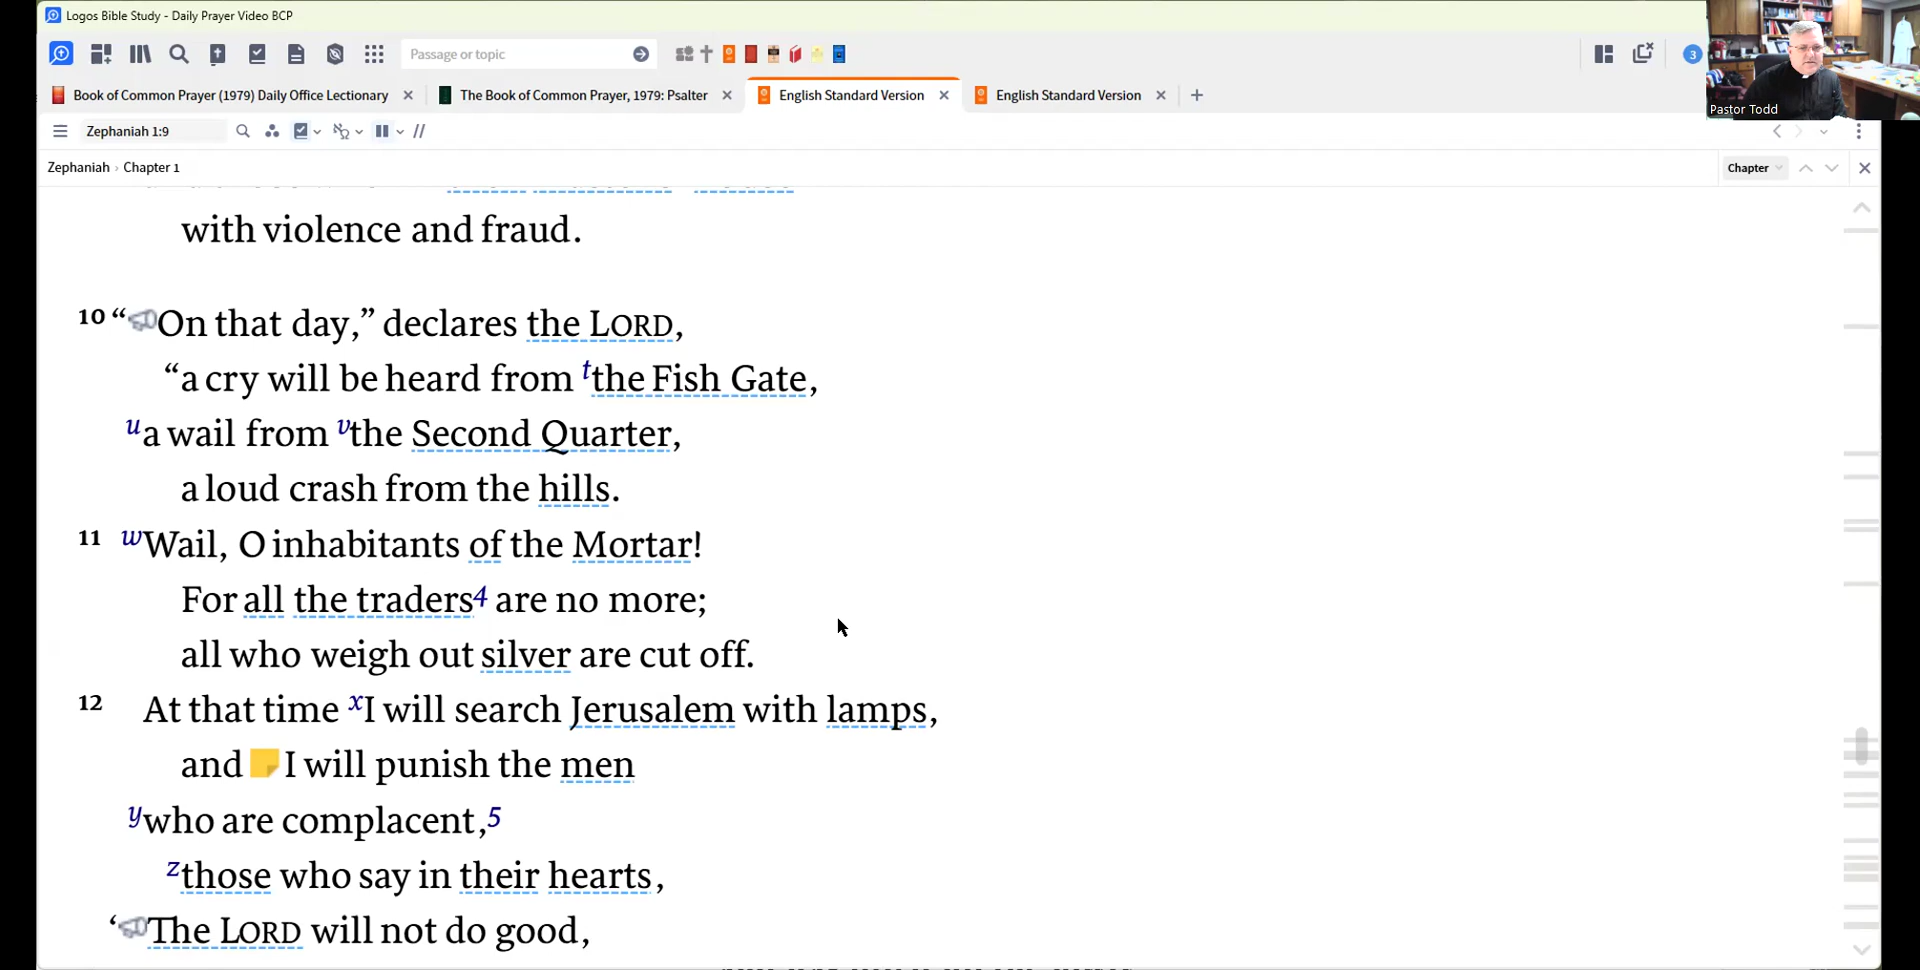 Logos Bible Study - Daily Prayer Video BCP
Passage or topic
3
Book of Common Prayer (1979) Daily Office Lectionary
The Book of Common Prayer, 1979: Psalter
English Standard Version
English Standard Version
Pastor Todd
Zephaniah 1:9
Zephaniah › Chapter 1
Chapter
with violence and fraud.
10 “On that day,” declares the LORD,
“a cry will be heard from t the Fish Gate,
u a wail from v the Second Quarter,
a loud crash from the hills.
11 w Wail, O inhabitants of the Mortar!
For all the traders 4 are no more;
all who weigh out silver are cut off.
12 At that time x I will search Jerusalem with lamps,
and I will punish the men
y who are complacent, 5
z those who say in their hearts,
‘The LORD will not do good,